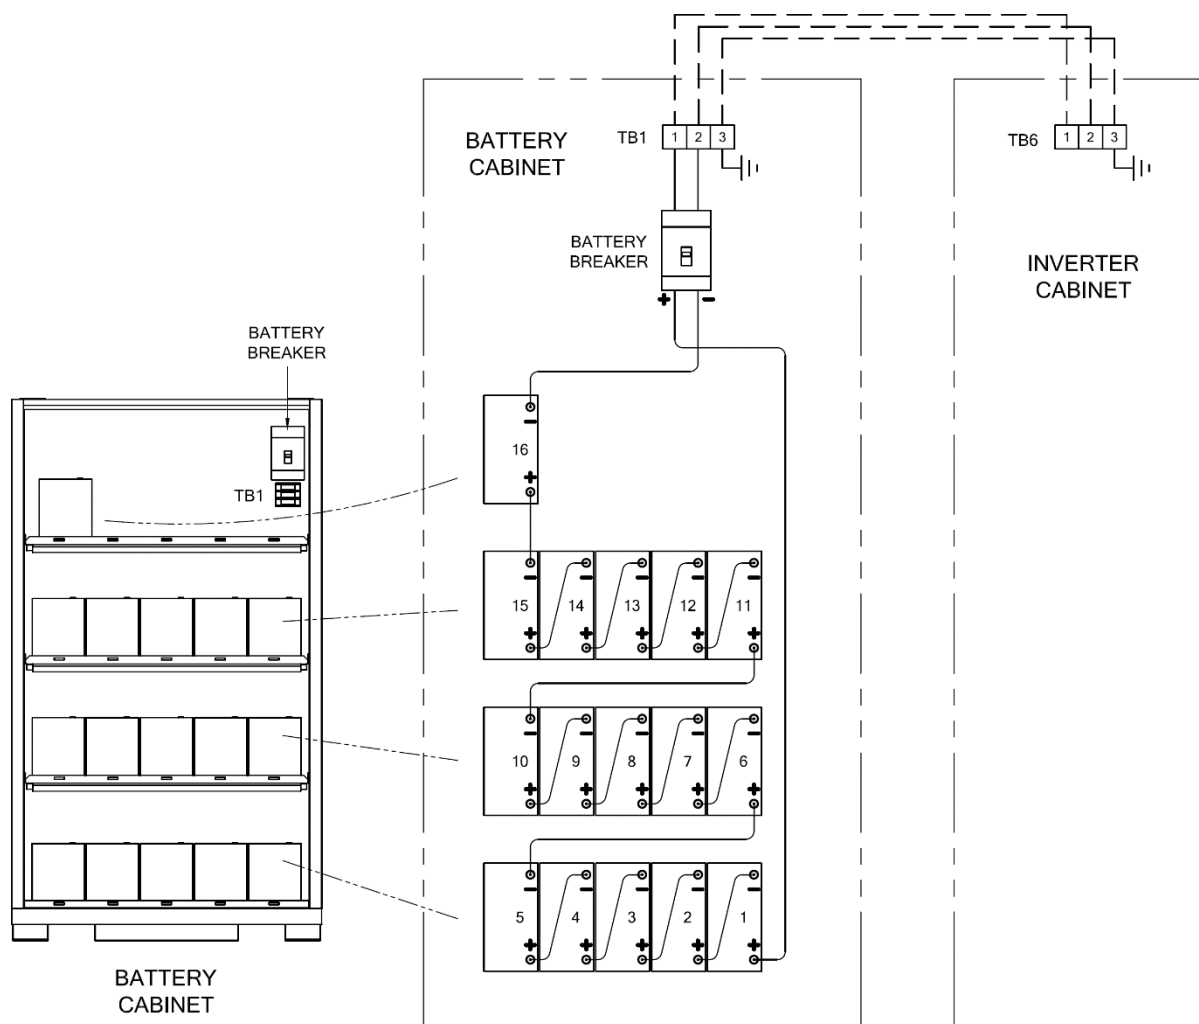 BATTERY
CABINET
TB1 1 2 3
TB6 1 2 3
BATTERY
BREAKER
+ −
INVERTER
CABINET
BATTERY
BREAKER
TB1
−
16
+
− − − − −
15 14 13 12 11
+ + + + +
− − − − −
10 9 8 7 6
+ + + + +
− − − − −
5 4 3 2 1
+ + + + +
BATTERY
CABINET